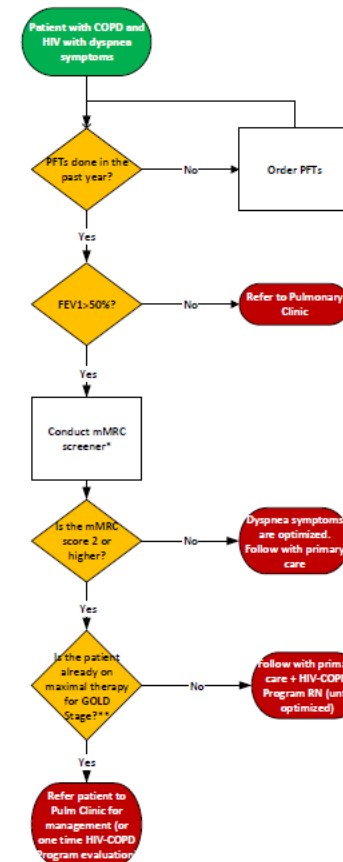 Patient with COPD and
HIV with dyspnea
symptoms
PFTs done in the
past year?
No
Order PFTs
Yes
FEV1>50%?
No
Refer to Pulmonary
Clinic
Yes
Conduct mMRC
screener*
Is the mMRC
score 2 or
higher?
No
Dyspnea symptoms
are optimized.
Follow with primary
care
Yes
Is the patient
already on
maximal therapy
for GOLD
Stage?**
No
Follow with
care + HIV-COPD
Program RN
optimized)
Yes
Refer patient to
Pulm Clinic for
management (or
one time HIV-COPD
Program evaluation